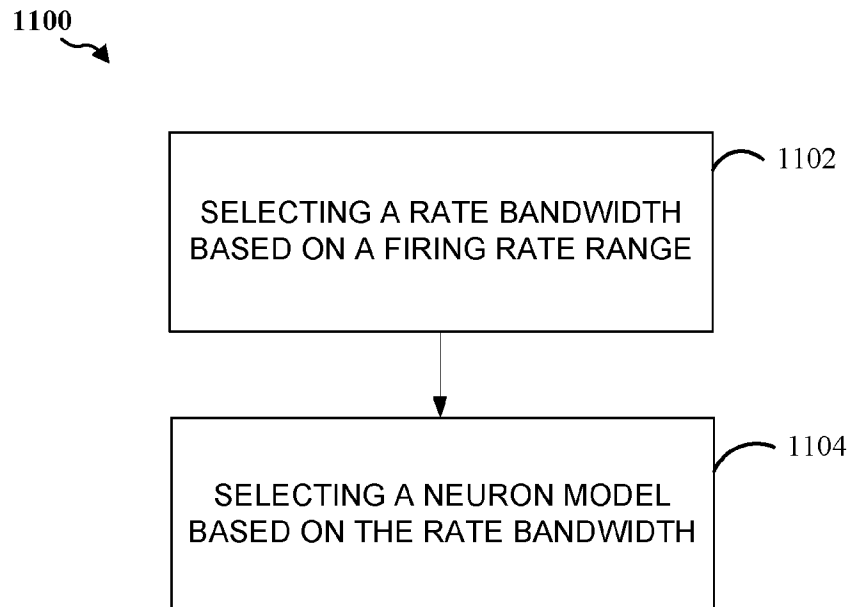 1100
SELECTING A RATE BANDWIDTH
BASED ON A FIRING RATE RANGE
1102
SELECTING A NEURON MODEL
BASED ON THE RATE BANDWIDTH
1104